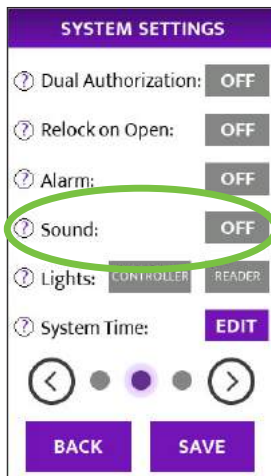 SYSTEM SETTINGS
? Dual Authorization: OFF
? Relock on Open: OFF
? Alarm: OFF
? Sound: OFF
? Lights: CONTROLLER READER
? System Time: EDIT
< >
BACK SAVE